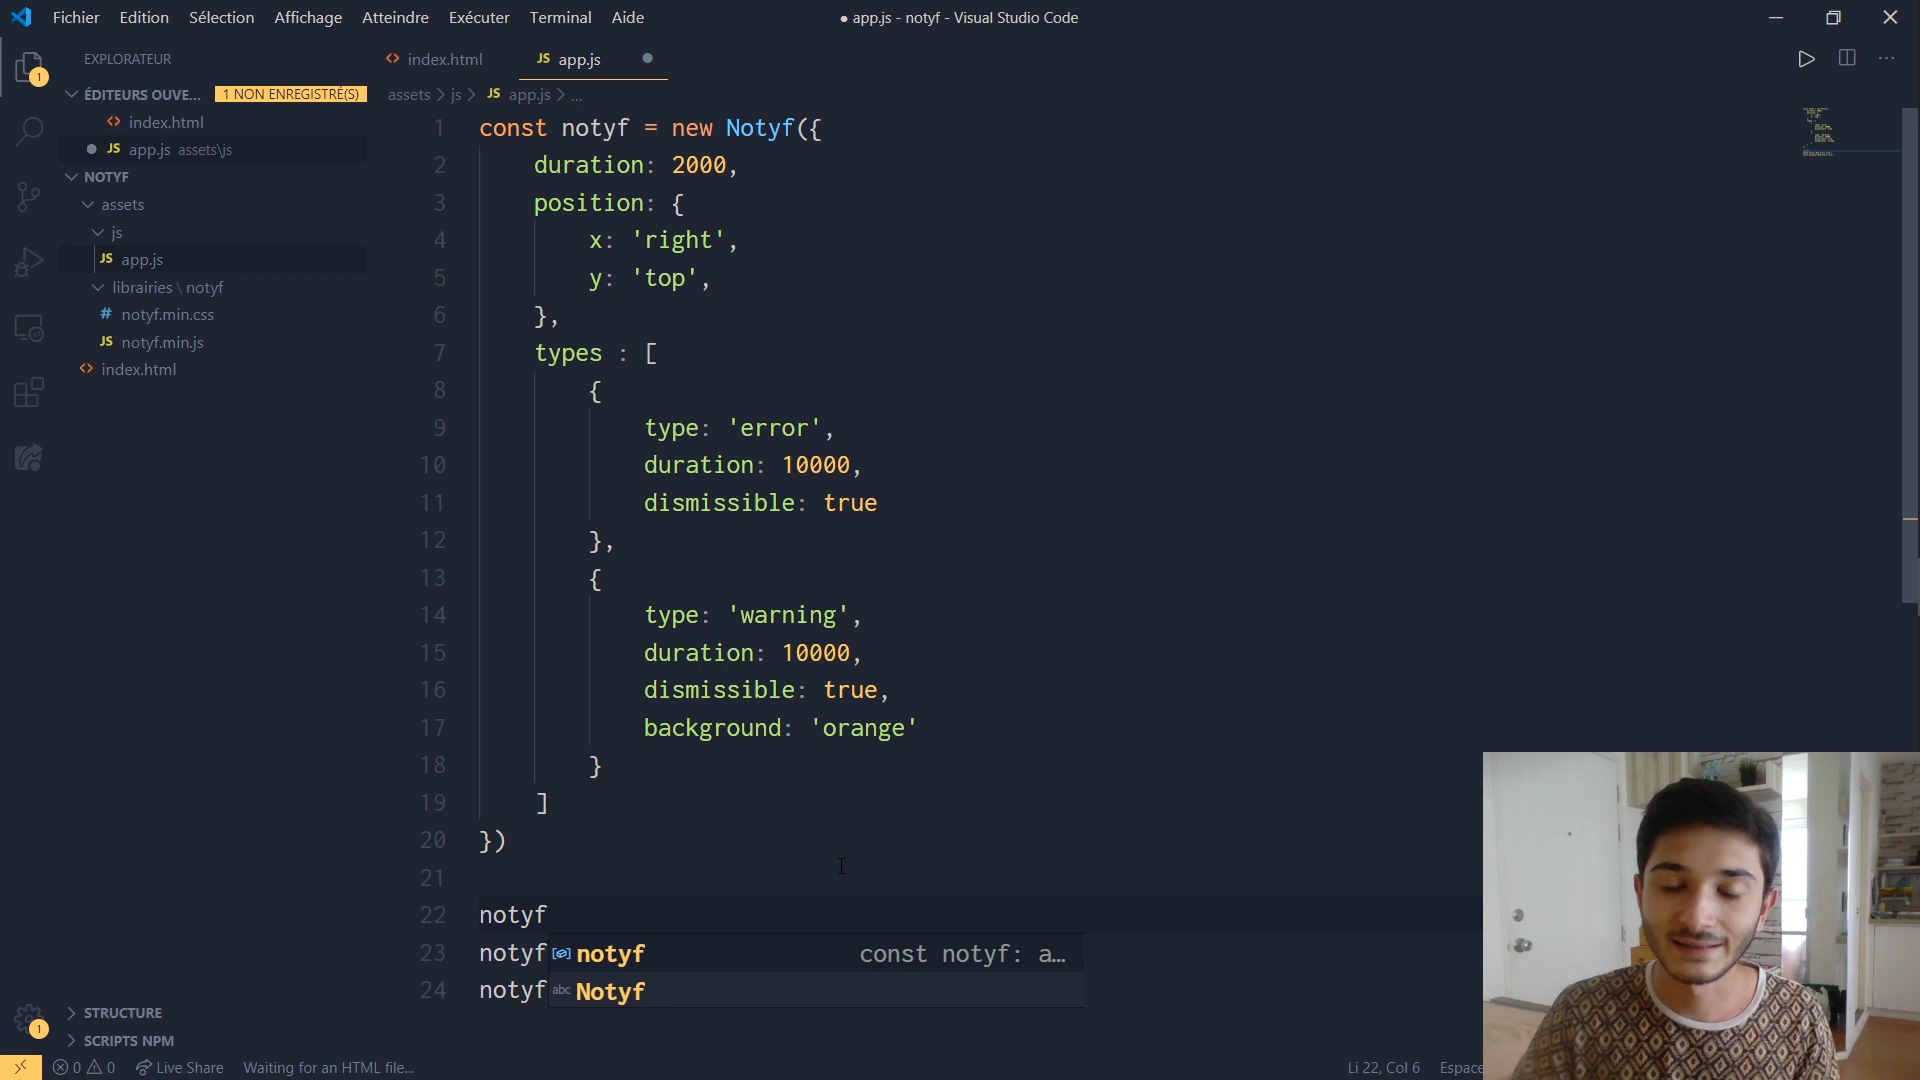 Fichier Edition Sélection Affichage Atteindre Exécuter Terminal Aide
● app.js - notyf - Visual Studio Code
EXPLORATEUR
1
ÉDITEURS OUVE... 1 NON ENREGISTRÉ(S)
<> index.html
● JS app.js assets\js
NOTYF
assets
js
JS app.js
librairies \ notyf
# notyf.min.css
JS notyf.min.js
<> index.html
STRUCTURE
SCRIPTS NPM
1
<> index.html JS app.js
assets > js > JS app.js > ...
1 const notyf = new Notyf({
2 duration: 2000,
3 position: {
4 x: 'right',
5 y: 'top',
6 },
7 types : [
8 {
9 type: 'error',
10 duration: 10000,
11 dismissible: true
12 },
13 {
14 type: 'warning',
15 duration: 10000,
16 dismissible: true,
17 background: 'orange'
18 }
19 ]
20 })
21
22 notyf
23 notyf
24 notyf
notyf const notyf: a...
abc Notyf
0 0 Live Share Waiting for an HTML file...
Li 22, Col 6 Espace